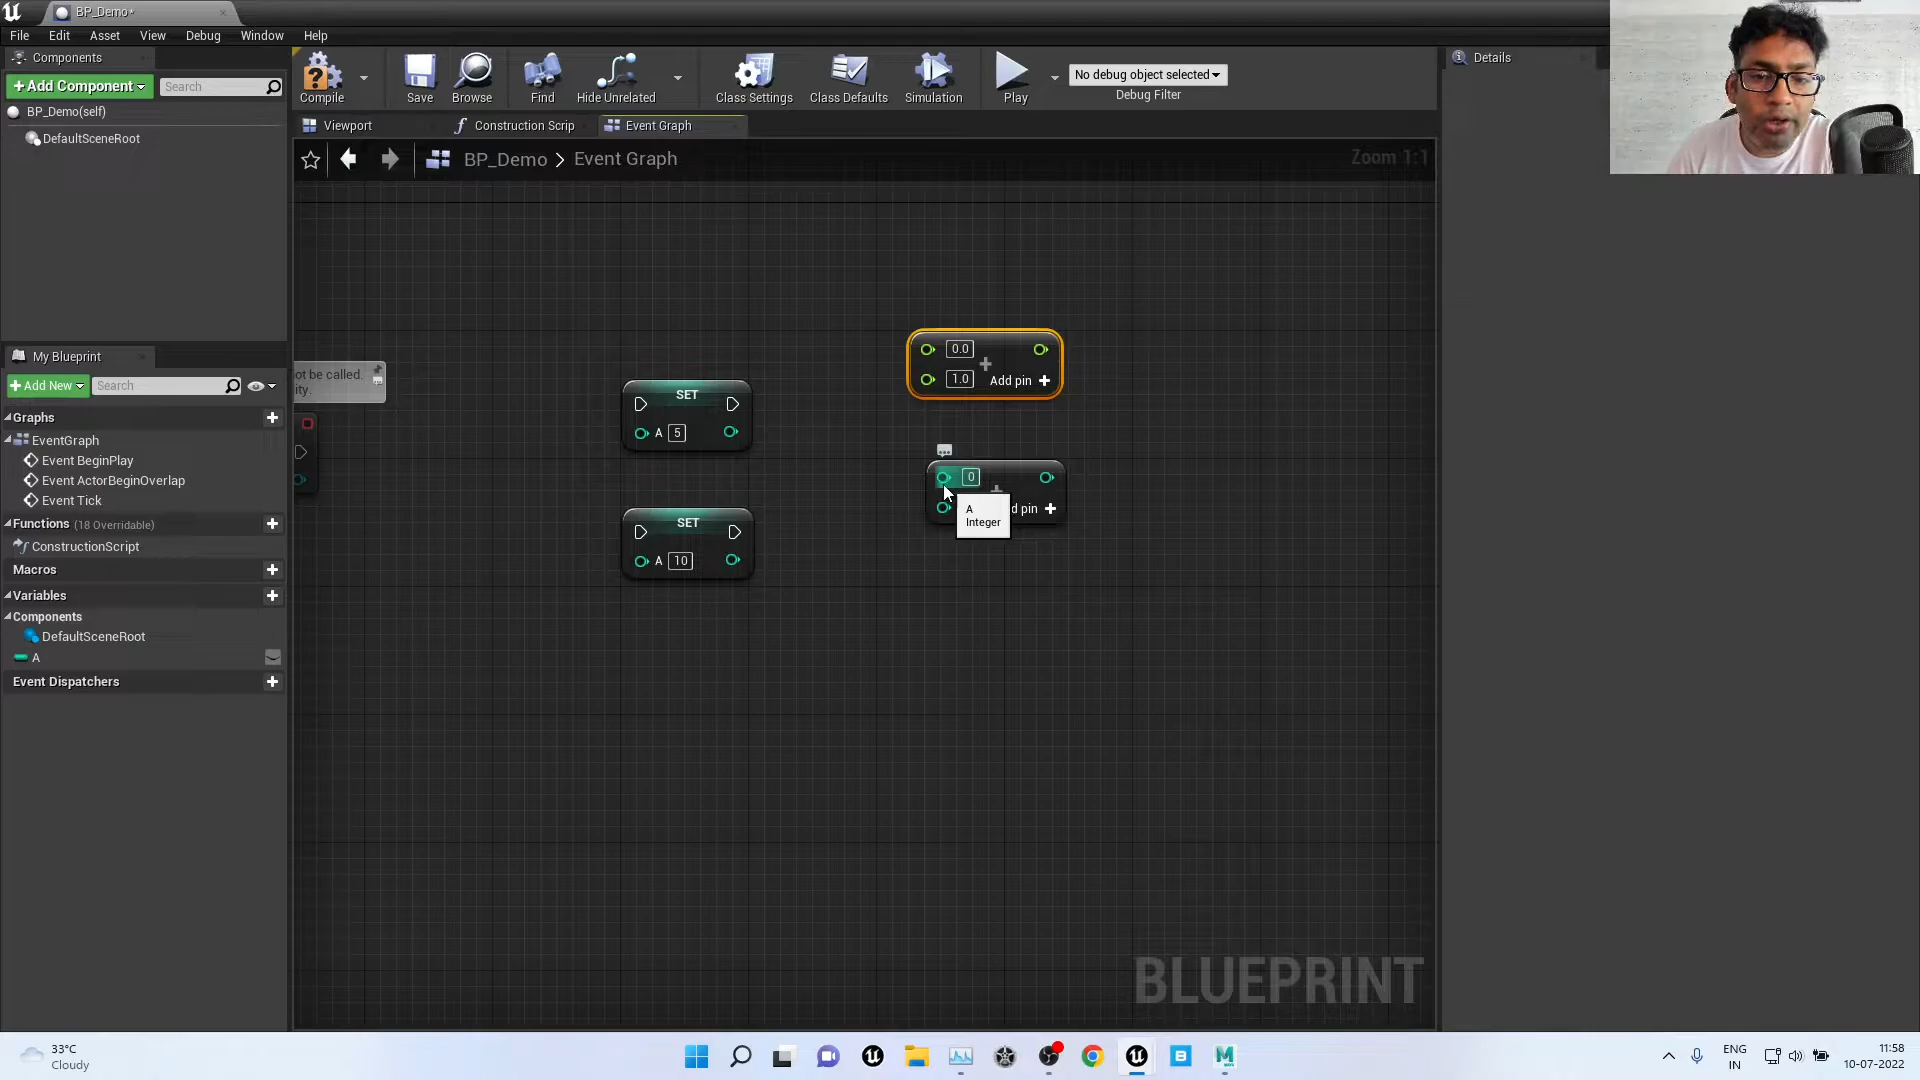 BP_Demo*
File Edit Asset View Debug Window Help
Components
Add Component
Search
BP_Demo(self)
DefaultSceneRoot
My Blueprint
Add New
Search
Graphs
EventGraph
Event BeginPlay
Event ActorBeginOverlap
Event Tick
Functions (18 Overridable)
ConstructionScript
Macros
Variables
Components
DefaultSceneRoot
A
Event Dispatchers
Compile Save Browse Find Hide Unrelated Class Settings Class Defaults Simulation Play
No debug object selected
Debug Filter
Viewport Construction Scrip Event Graph
BP_Demo > Event Graph
Zoom 1:1
ot be called.
ity.
SET
A 5
SET
A 10
0.0
1.0 Add pin
0
d pin
A
Integer
BLUEPRINT
Details
33°C
Cloudy
ENG
IN
11:58
10-07-2022